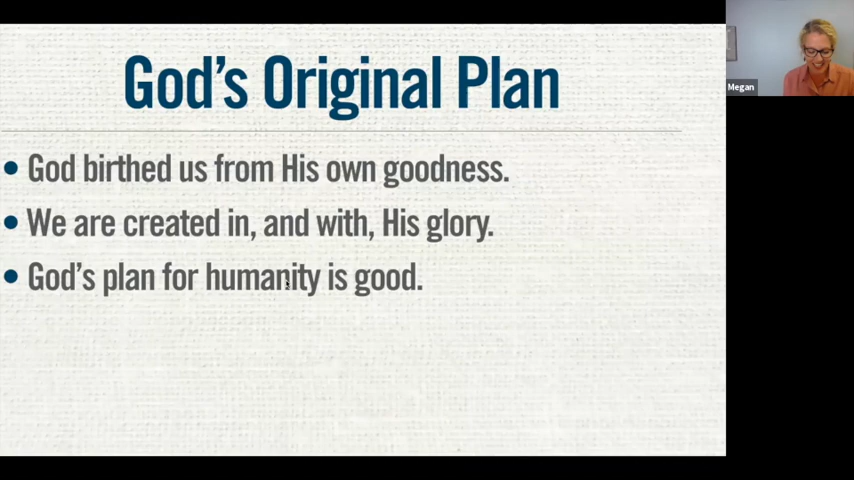 God's Original Plan
• God birthed us from His own goodness.
• We are created in, and with, His glory.
• God's plan for humanity is good.
Megan